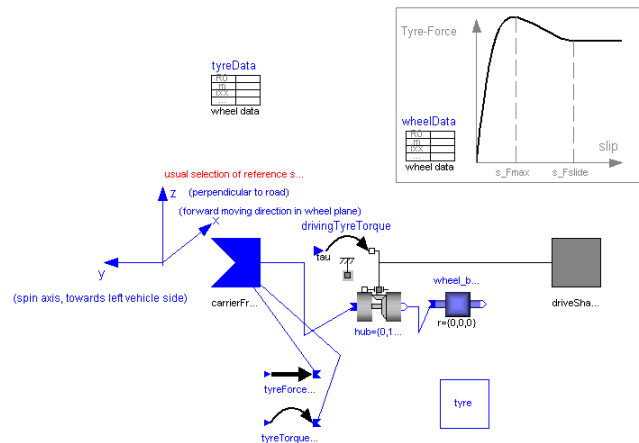 Tyre-Force
tyreData
R0
m
Ixx
...
wheel data
wheelData
R0
m
Ixx
...
wheel data
slip
s_Fmax
s_Fslide
usual selection of reference s...
z
(perpendicular to road)
x
(forward moving direction in wheel plane)
drivingTyreTorque
tau
y
(spin axis, towards left vehicle side)
carrierFr...
wheel_b...
driveSha...
r={0,0,0}
hub={0,1...
tyreForce...
tyre
tyreTorque...